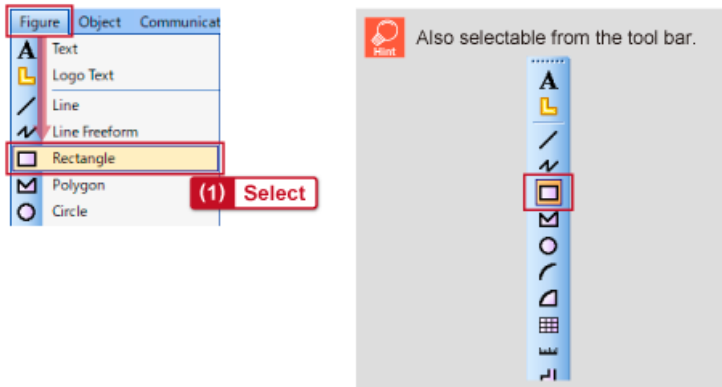 Figure Object Communicat
A Text
Logo Text
Line
Line Freeform
Rectangle
Polygon
Circle
(1) Select
Hint
Also selectable from the tool bar.
A